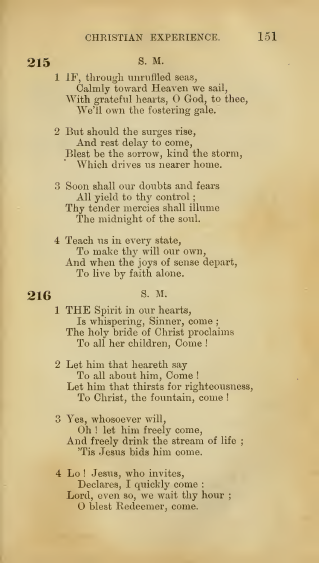 CHRISTIAN EXPERIENCE. 151
215 S. M.
1 IF, through unruffled seas,
Calmly toward Heaven we sail,
With grateful hearts, O God, to thee,
We'll own the fostering gale.
2 But should the surges rise,
And rest delay to come,
Blest be the sorrow, kind the storm,
Which drives us nearer home.
3 Soon shall our doubts and fears
All yield to thy control ;
Thy tender mercies shall illume
The midnight of the soul.
4 Teach us in every state,
To make thy will our own,
And when the joys of sense depart,
To live by faith alone.
216 S. M.
1 THE Spirit in our hearts,
Is whispering, Sinner, come ;
The holy bride of Christ proclaims
To all her children, Come !
2 Let him that heareth say
To all about him, Come !
Let him that thirsts for righteousness,
To Christ, the fountain, come !
3 Yes, whosoever will,
Oh ! let him freely come,
And freely drink the stream of life ;
'Tis Jesus bids him come.
4 Lo ! Jesus, who invites,
Declares, I quickly come :
Lord, even so, we wait thy hour ;
O blest Redeemer, come.